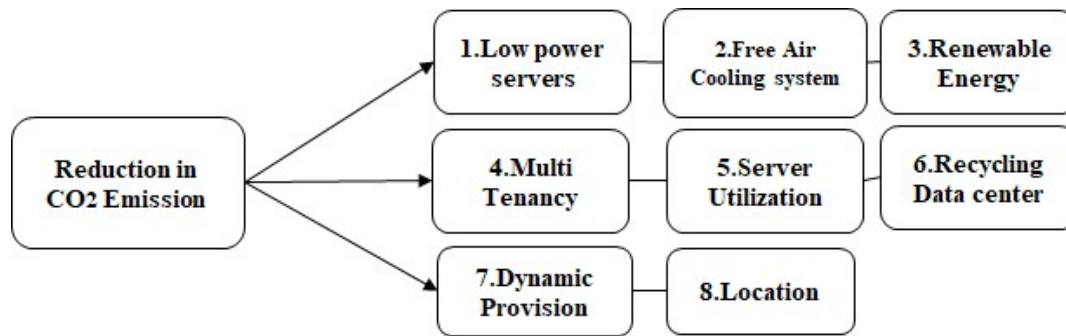 1.Low power
servers
2.Free Air
Cooling system
3.Renewable
Energy
Reduction in
CO2 Emission
4.Multi
Tenancy
5.Server
Utilization
6.Recycling
Data center
7.Dynamic
Provision
8.Location